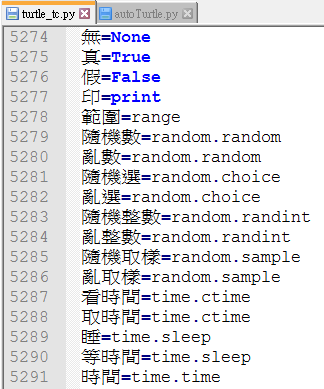 turtle_tc.py autoTurtle.py
5274 無=None
5275 真=True
5276 假=False
5277 印=print
5278 範圍=range
5279 隨機數=random.random
5280 亂數=random.random
5281 隨機選=random.choice
5282 亂選=random.choice
5283 隨機整數=random.randint
5284 亂整數=random.randint
5285 隨機取樣=random.sample
5286 亂取樣=random.sample
5287 看時間=time.ctime
5288 取時間=time.ctime
5289 睡=time.sleep
5290 等時間=time.sleep
5291 時間=time.time